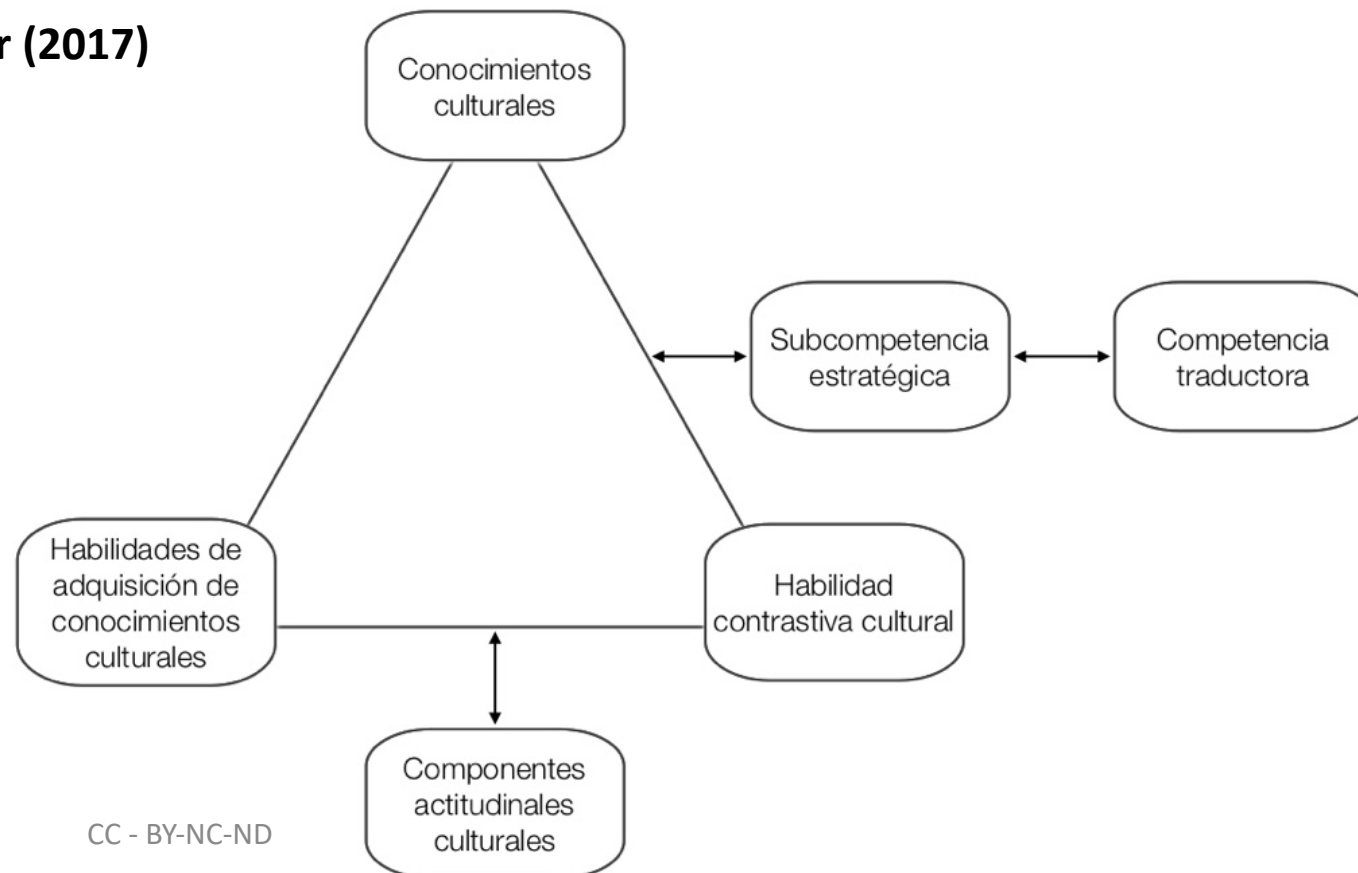 r (2017)
Conocimientos
culturales
Subcompetencia
estratégica
Competencia
traductora
Habilidades de
adquisición de
conocimientos
culturales
Habilidad
contrastiva cultural
Componentes
actitudinales
culturales
CC - BY-NC-ND